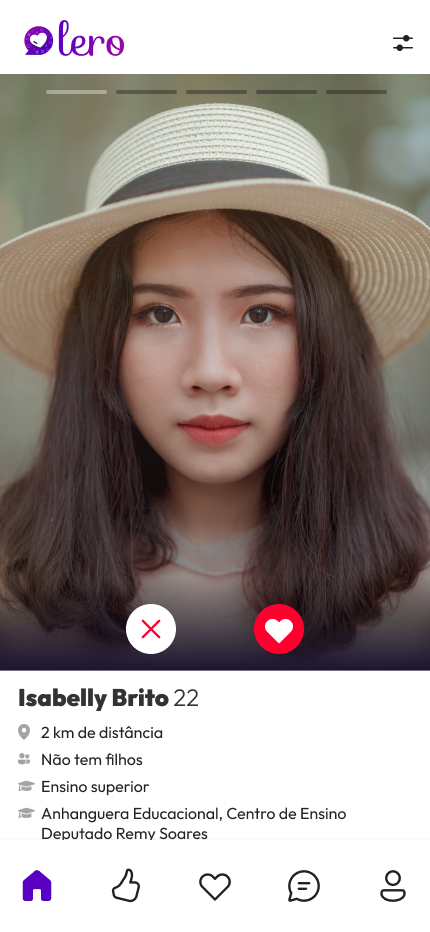 lero
Isabelly Brito 22
2 km de distância
Não tem filhos
Ensino superior
Anhanguera Educacional, Centro de Ensino
Deputado Remy Soares